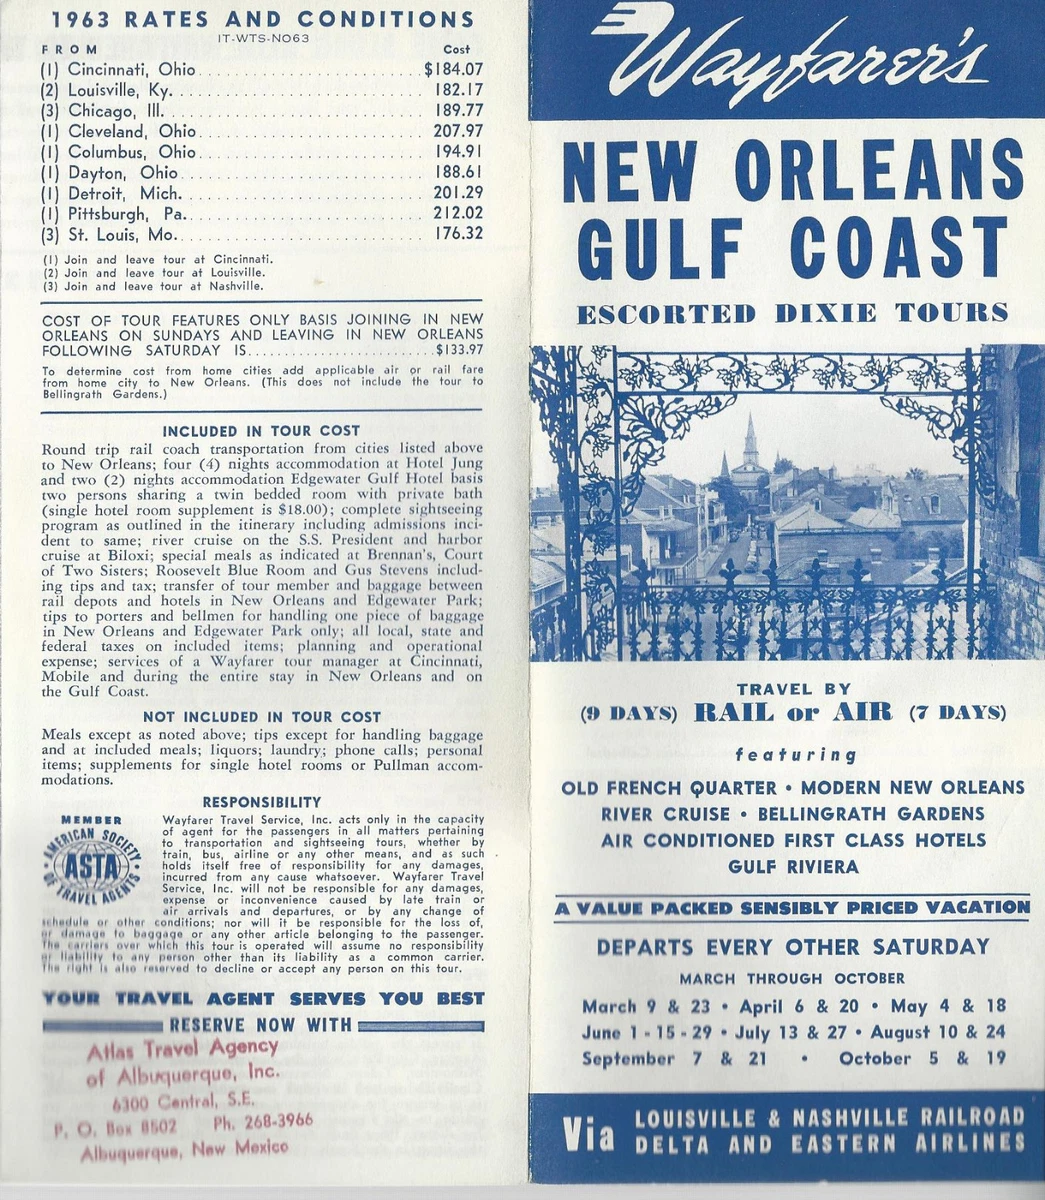 1963 RATES AND CONDITIONS
IT-WTS-NO63
FROM Cost
(1) Cincinnati, Ohio $184.07
(2) Louisville, Ky. 182.17
(3) Chicago, Ill. 189.77
(1) Cleveland, Ohio 207.97
(1) Columbus, Ohio 194.91
(1) Dayton, Ohio 188.61
(1) Detroit, Mich. 201.29
(1) Pittsburgh, Pa. 212.02
(3) St. Louis, Mo. 176.32
(1) Join and leave tour at Cincinnati.
(2) Join and leave tour at Louisville.
(3) Join and leave tour at Nashville.
COST OF TOUR FEATURES ONLY BASIS JOINING IN NEW
ORLEANS ON SUNDAYS AND LEAVING IN NEW ORLEANS
FOLLOWING SATURDAY IS $133.97
To determine cost from home cities add applicable air or rail fare
from home city to New Orleans. (This does not include the tour to
Bellingrath Gardens.)
INCLUDED IN TOUR COST
Round trip rail coach transportation from cities listed above
to New Orleans; four (4) nights accommodation at Hotel Jung
and two (2) nights accommodation Edgewater Gulf Hotel basis
two persons sharing a twin bedded room with private bath
(single hotel room supplement is $18.00); complete sightseeing
program as outlined in the itinerary including admissions inci-
dent to same; river cruise on the S.S. President and harbor
cruise at Biloxi; special meals as indicated at Brennan's, Court
of Two Sisters; Roosevelt Blue Room and Gus Stevens includ-
ing tips and tax; transfer of tour member and baggage between
rail depots and hotels in New Orleans and Edgewater Park;
tips to porters and bellmen for handling one piece of baggage
in New Orleans and Edgewater Park only; all local, state and
federal taxes on included items; planning and operational
expense; services of a Wayfarer tour manager at Cincinnati,
Mobile and during the entire stay in New Orleans and on
the Gulf Coast.
NOT INCLUDED IN TOUR COST
Meals except as noted above; tips except for handling baggage
and at included meals; liquors; laundry; phone calls; personal
items; supplements for single hotel rooms or Pullman accom-
modations.
RESPONSIBILITY
MEMBER
AMERICAN SOCIETY
ASTA
OF TRAVEL AGENTS
Wayfarer Travel Service, Inc. acts only in the capacity
of agent for the passengers in all matters pertaining
to transportation and sightseeing tours, whether by
train, bus, airline or any other means, and as such
holds itself free of responsibility for any damages,
incurred from any cause whatsoever. Wayfarer Travel
Service, Inc. will not be responsible for any damages,
expense or inconvenience caused by late train or
air arrivals and departures, or by any change of
schedule or other conditions; nor will it be responsible for the loss of,
or damage to baggage or any other article belonging to the passenger.
The carriers over which this tour is operated will assume no responsibility
or liability to any person other than its liability as a common carrier.
The right is also reserved to decline or accept any person on this tour.
YOUR TRAVEL AGENT SERVES YOU BEST
RESERVE NOW WITH
Atlas Travel Agency
of Albuquerque, Inc.
6300 Central, S.E.
P. O. Box 8502 Ph. 268-3966
Albuquerque, New Mexico
Wayfarer's
NEW ORLEANS
GULF COAST
ESCORTED DIXIE TOURS
TRAVEL BY
(9 DAYS) RAIL or AIR (7 DAYS)
featuring
OLD FRENCH QUARTER • MODERN NEW ORLEANS
RIVER CRUISE • BELLINGRATH GARDENS
AIR CONDITIONED FIRST CLASS HOTELS
GULF RIVIERA
A VALUE PACKED SENSIBLY PRICED VACATION
DEPARTS EVERY OTHER SATURDAY
MARCH THROUGH OCTOBER
March 9 & 23 • April 6 & 20 • May 4 & 18
June 1 - 15 - 29 • July 13 & 27 • August 10 & 24
September 7 & 21 • October 5 & 19
Via LOUISVILLE & NASHVILLE RAILROAD
DELTA AND EASTERN AIRLINES